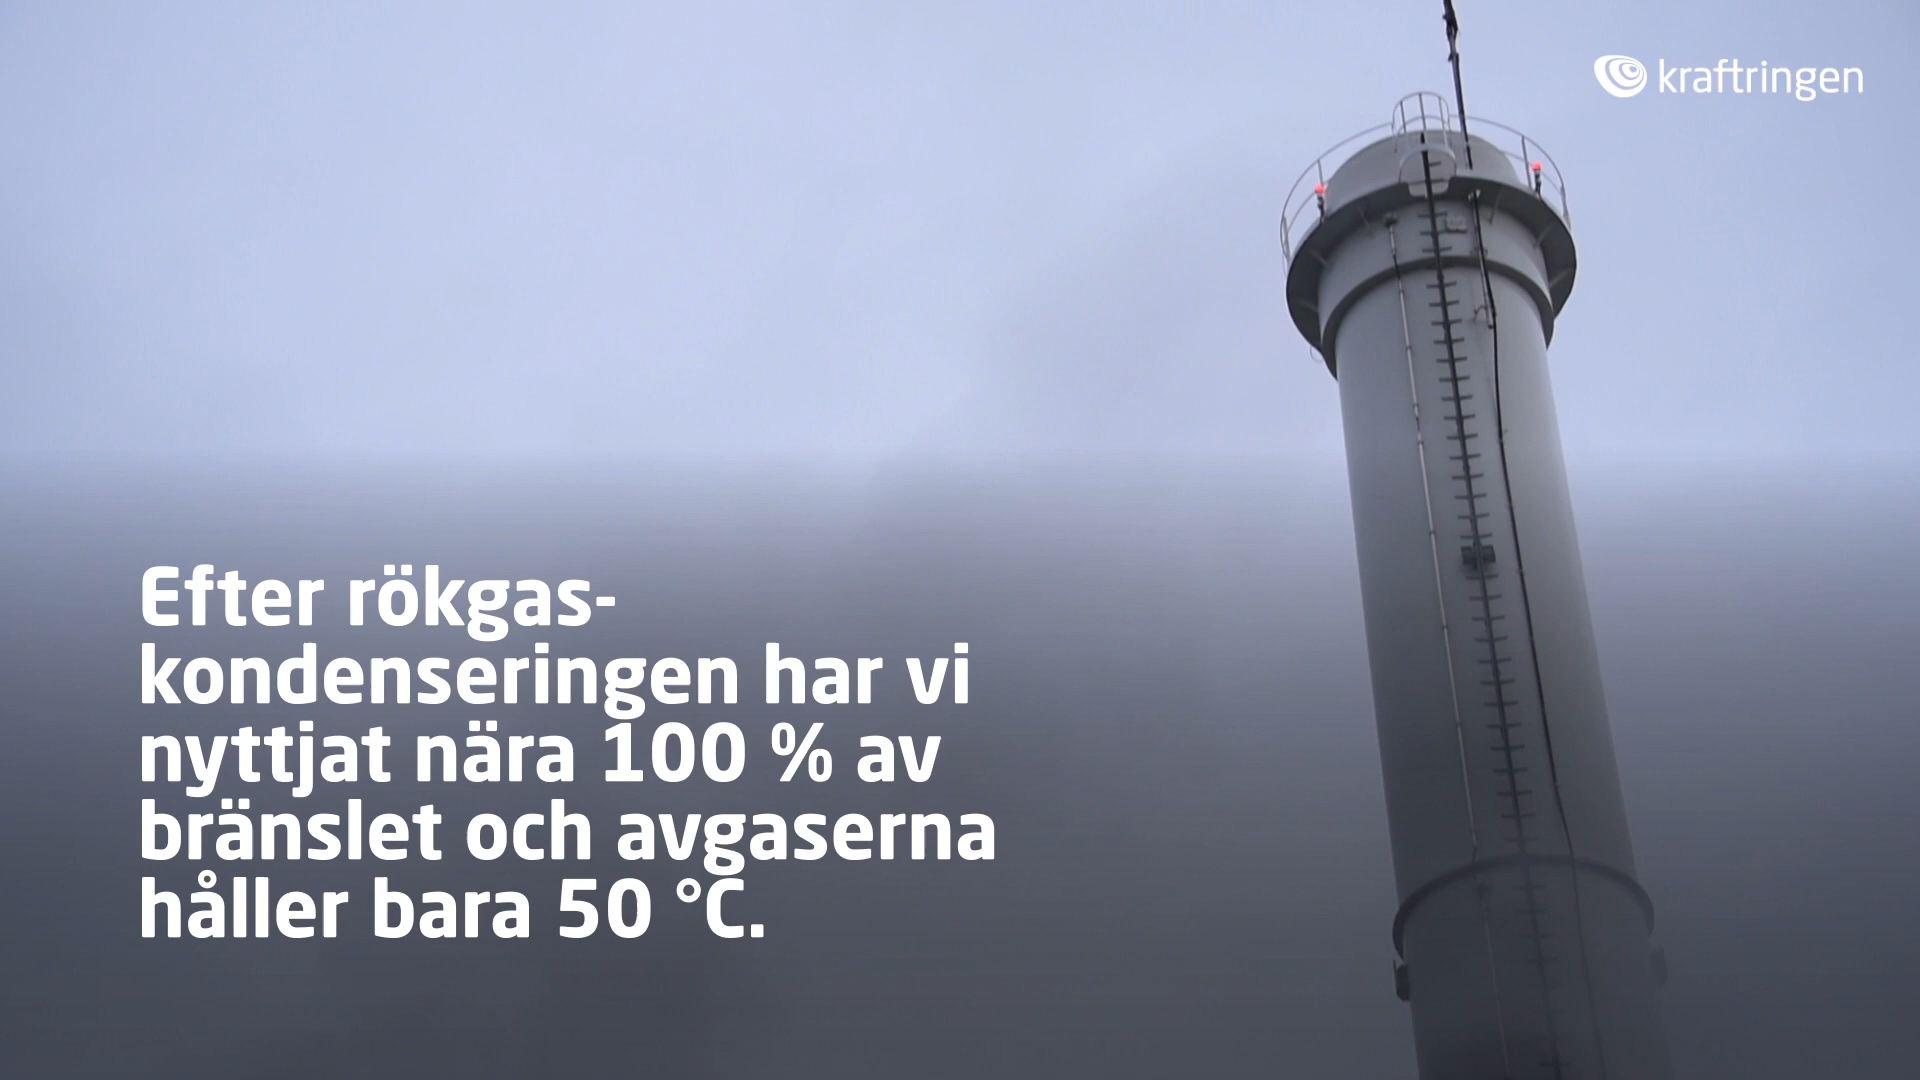 kraftringen
Efter rökgas-
kondenseringen har vi
nyttjat nära 100 % av
bränslet och avgaserna
håller bara 50 °C.